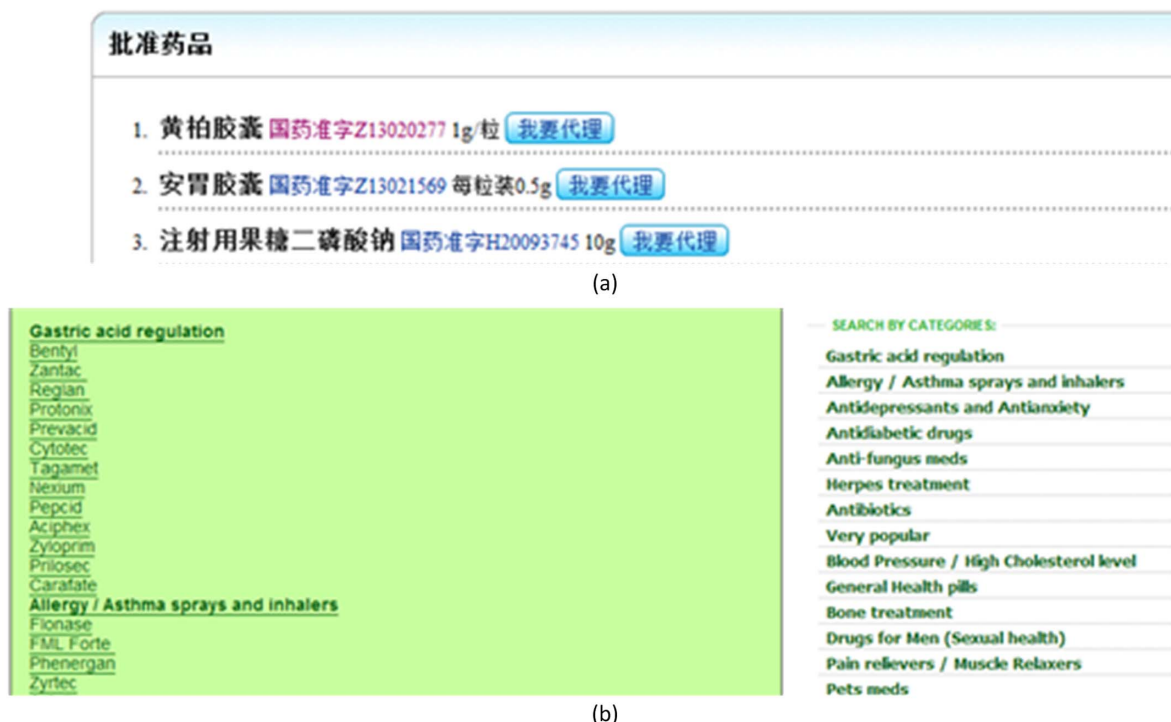 批准药品
1. 黄柏胶囊 国药准字Z13020277 1g/粒 我要代理
2. 安胃胶囊 国药准字Z13021569 每粒装0.5g 我要代理
3. 注射用果糖二磷酸钠 国药准字H20093745 10g 我要代理
(a)
Gastric acid regulation
Bentyl
Zantac
Reglan
Protonix
Prevacid
Cytotec
Tagamet
Nexium
Pepcid
Aciphex
Zyloprim
Prilosec
Carafate
Allergy / Asthma sprays and inhalers
Flonase
FML Forte
Phenergan
Zyrtec
SEARCH BY CATEGORIES:
Gastric acid regulation
Allergy / Asthma sprays and inhalers
Antidepressants and Antianxiety
Antidiabetic drugs
Anti-fungus meds
Herpes treatment
Antibiotics
Very popular
Blood Pressure / High Cholesterol level
General Health pills
Bone treatment
Drugs for Men (Sexual health)
Pain relievers / Muscle Relaxers
Pets meds
(b)